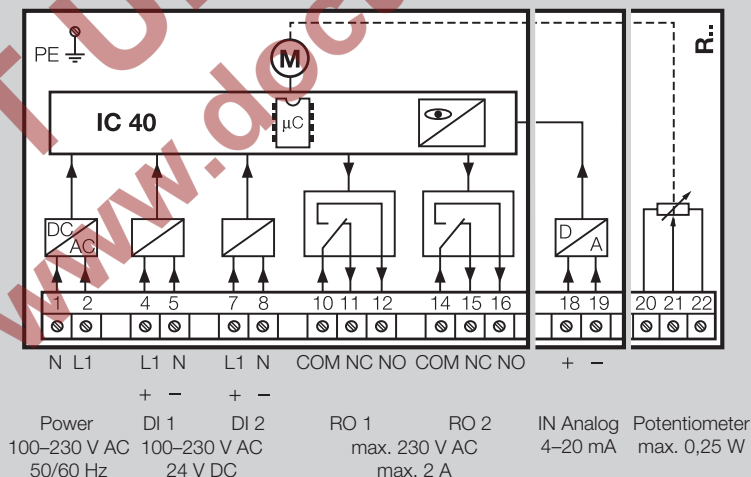 PE
M
R..
IC 40
µC
DC
AC
D
A
1 2 4 5 7 8 10 11 12 14 15 16 18 19 20 21 22
N L1 L1 N L1 N COM NC NO COM NC NO + –
+ – + –
Power DI 1 DI 2 RO 1 RO 2 IN Analog Potentiometer
100–230 V AC 100–230 V AC max. 230 V AC 4–20 mA max. 0,25 W
50/60 Hz 24 V DC max. 2 A
www.doc